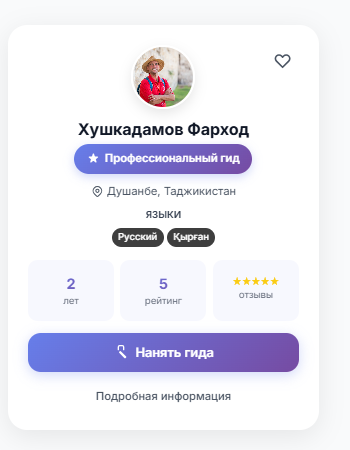 Хушкадамов Фарход
Профессиональный гид
Душанбе, Таджикистан
языки
Русский Қырған
2 5 ★★★★★
лет рейтинг отзывы
Нанять гида
Подробная информация